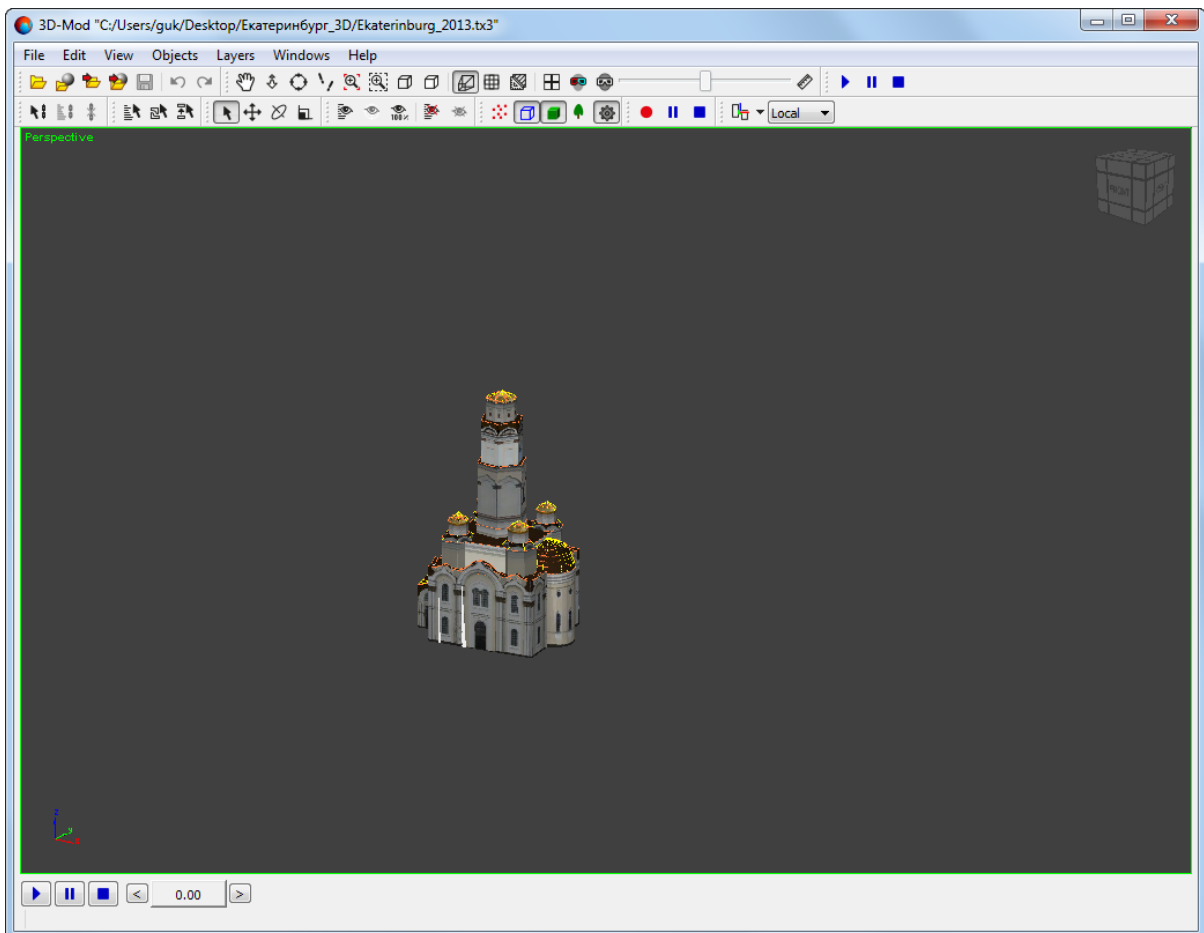 3D-Mod "C:/Users/guk/Desktop/Екатеринбург_3D/Ekaterinburg_2013.tx3"
File Edit View Objects Layers Windows Help
100%
Local
Perspective
z
y
x
< 0.00 >